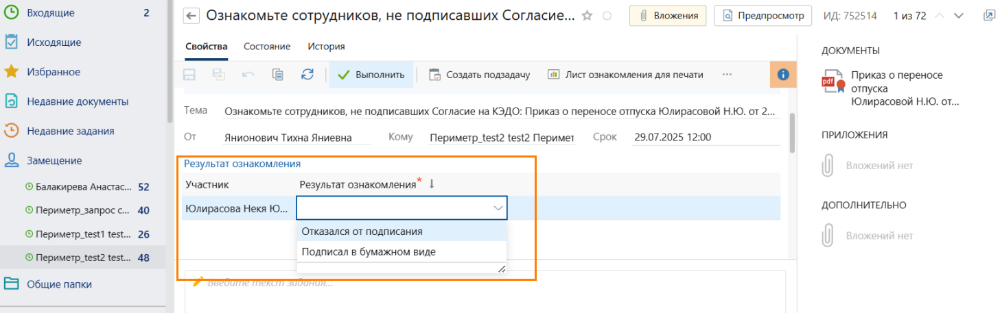 Входящие 2
Исходящие
Избранное
Недавние документы
Недавние задания
Замещение
Балакирева Анастас... 52
Периметр_запрос с... 40
Периметр_test1 test... 26
Периметр_test2 test... 48
Общие папки
Ознакомьте сотрудников, не подписавших Согласие... Вложения Предпросмотр ИД: 752514 1 из 72
Свойства Состояние История
Выполнить Создать подзадачу Лист ознакомления для печати ...
Тема Ознакомьте сотрудников, не подписавших Согласие на КЭДО: Приказ о переносе отпуска Юлирасовой Н.Ю. от 2...
От Янионович Тихна Яниевна Кому Периметр_test2 test2 Перимет Срок 29.07.2025 12:00
Результат ознакомления
Участник Результат ознакомления*
Юлирасова Некя Ю...
Отказался от подписания
Подписал в бумажном виде
Введите текст задания...
ДОКУМЕНТЫ
pdf
Приказ о переносе
отпуска
Юлирасовой Н.Ю. от...
ПРИЛОЖЕНИЯ
Вложений нет
ДОПОЛНИТЕЛЬНО
Вложений нет